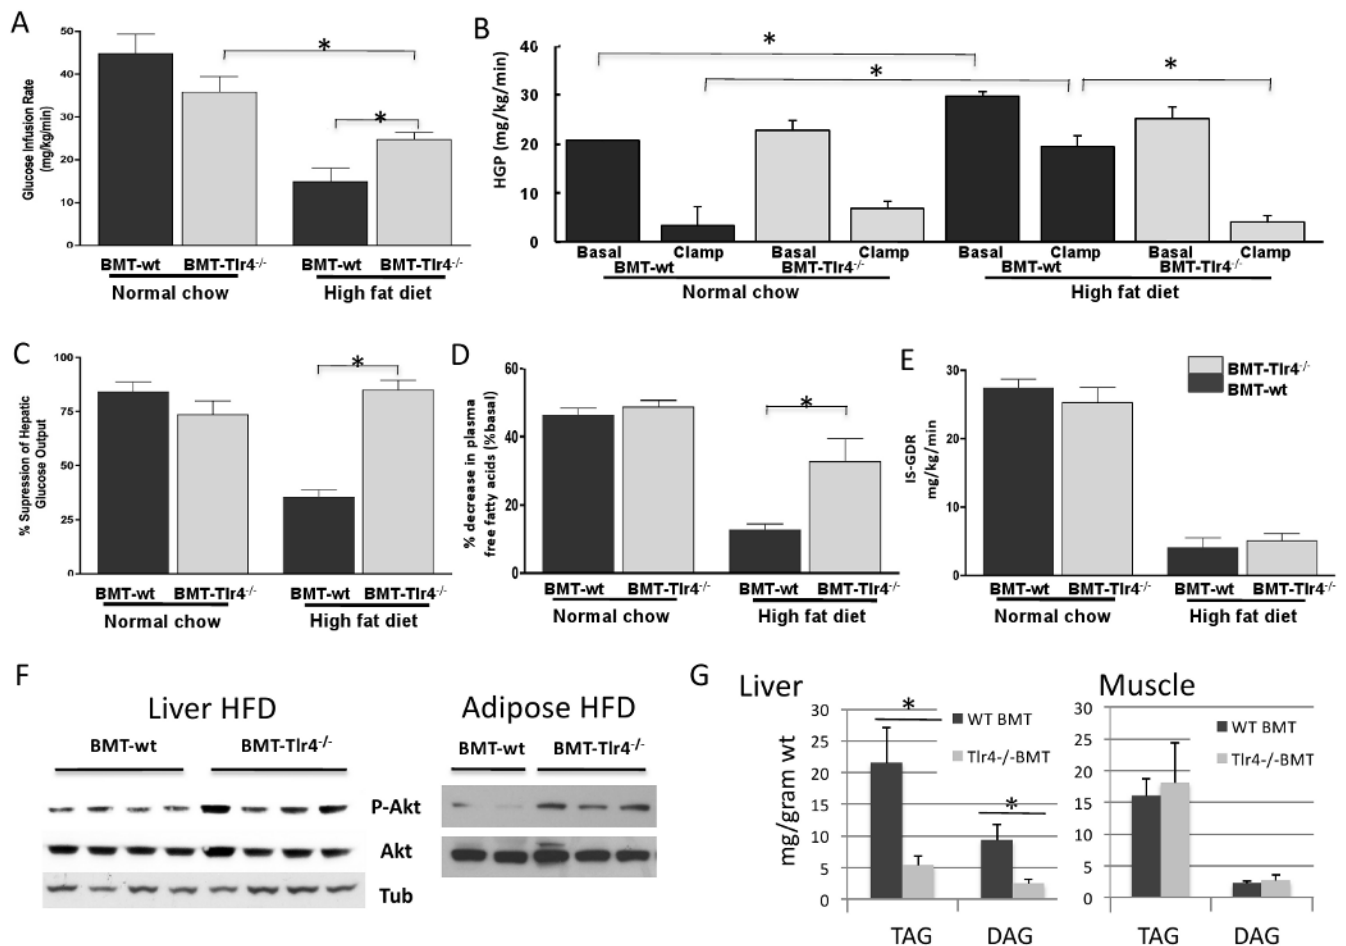 A
Glucose Infusion Rate
(mg/kg/min)
50
40
30
20
10
0
*
*
BMT-wt BMT-Tlr4-/- BMT-wt BMT-Tlr4-/-
Normal chow High fat diet
B
HGP (mg/kg/min)
40
30
20
10
0
*
*
*
Basal Clamp Basal Clamp Basal Clamp Basal Clamp
BMT-wt BMT-Tlr4-/- BMT-wt BMT-Tlr4-/-
Normal chow High fat diet
C
% Supression of Hepatic
Glucose Output
100
75
50
25
0
*
BMT-wt BMT-Tlr4-/- BMT-wt BMT-Tlr4-/-
Normal chow High fat diet
D
% decrease in plasma
free fatty acids (%basal)
60
40
20
0
*
BMT-wt BMT-Tlr4-/- BMT-wt BMT-Tlr4-/-
Normal chow High fat diet
E
BMT-Tlr4-/-
BMT-wt
IS-GDR
mg/kg/min
30
20
10
0
BMT-wt BMT-Tlr4-/- BMT-wt BMT-Tlr4-/-
Normal chow High fat diet
F
Liver HFD Adipose HFD
BMT-wt BMT-Tlr4-/- BMT-wt BMT-Tlr4-/-
P-Akt
Akt
Tub
G
Liver
mg/gram wt
30
25
20
15
10
5
0
*
*
WT BMT
Tlr4-/-BMT
TAG DAG
Muscle
30
25
20
15
10
5
0
WT BMT
Tlr4-/-BMT
TAG DAG